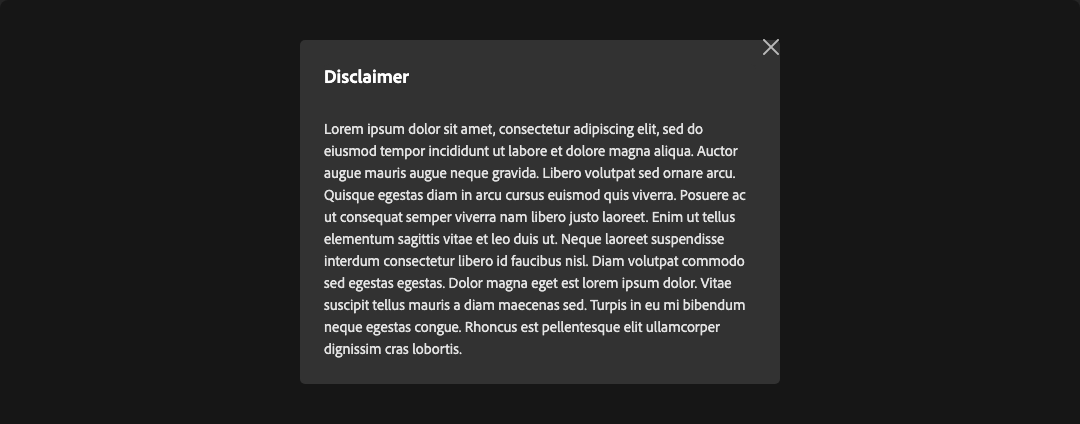 Disclaimer
Lorem ipsum dolor sit amet, consectetur adipiscing elit, sed do
eiusmod tempor incididunt ut labore et dolore magna aliqua. Auctor
augue mauris augue neque gravida. Libero volutpat sed ornare arcu.
Quisque egestas diam in arcu cursus euismod quis viverra. Posuere ac
ut consequat semper viverra nam libero justo laoreet. Enim ut tellus
elementum sagittis vitae et leo duis ut. Neque laoreet suspendisse
interdum consectetur libero id faucibus nisl. Diam volutpat commodo
sed egestas egestas. Dolor magna eget est lorem ipsum dolor. Vitae
suscipit tellus mauris a diam maecenas sed. Turpis in eu mi bibendum
neque egestas congue. Rhoncus est pellentesque elit ullamcorper
dignissim cras lobortis.